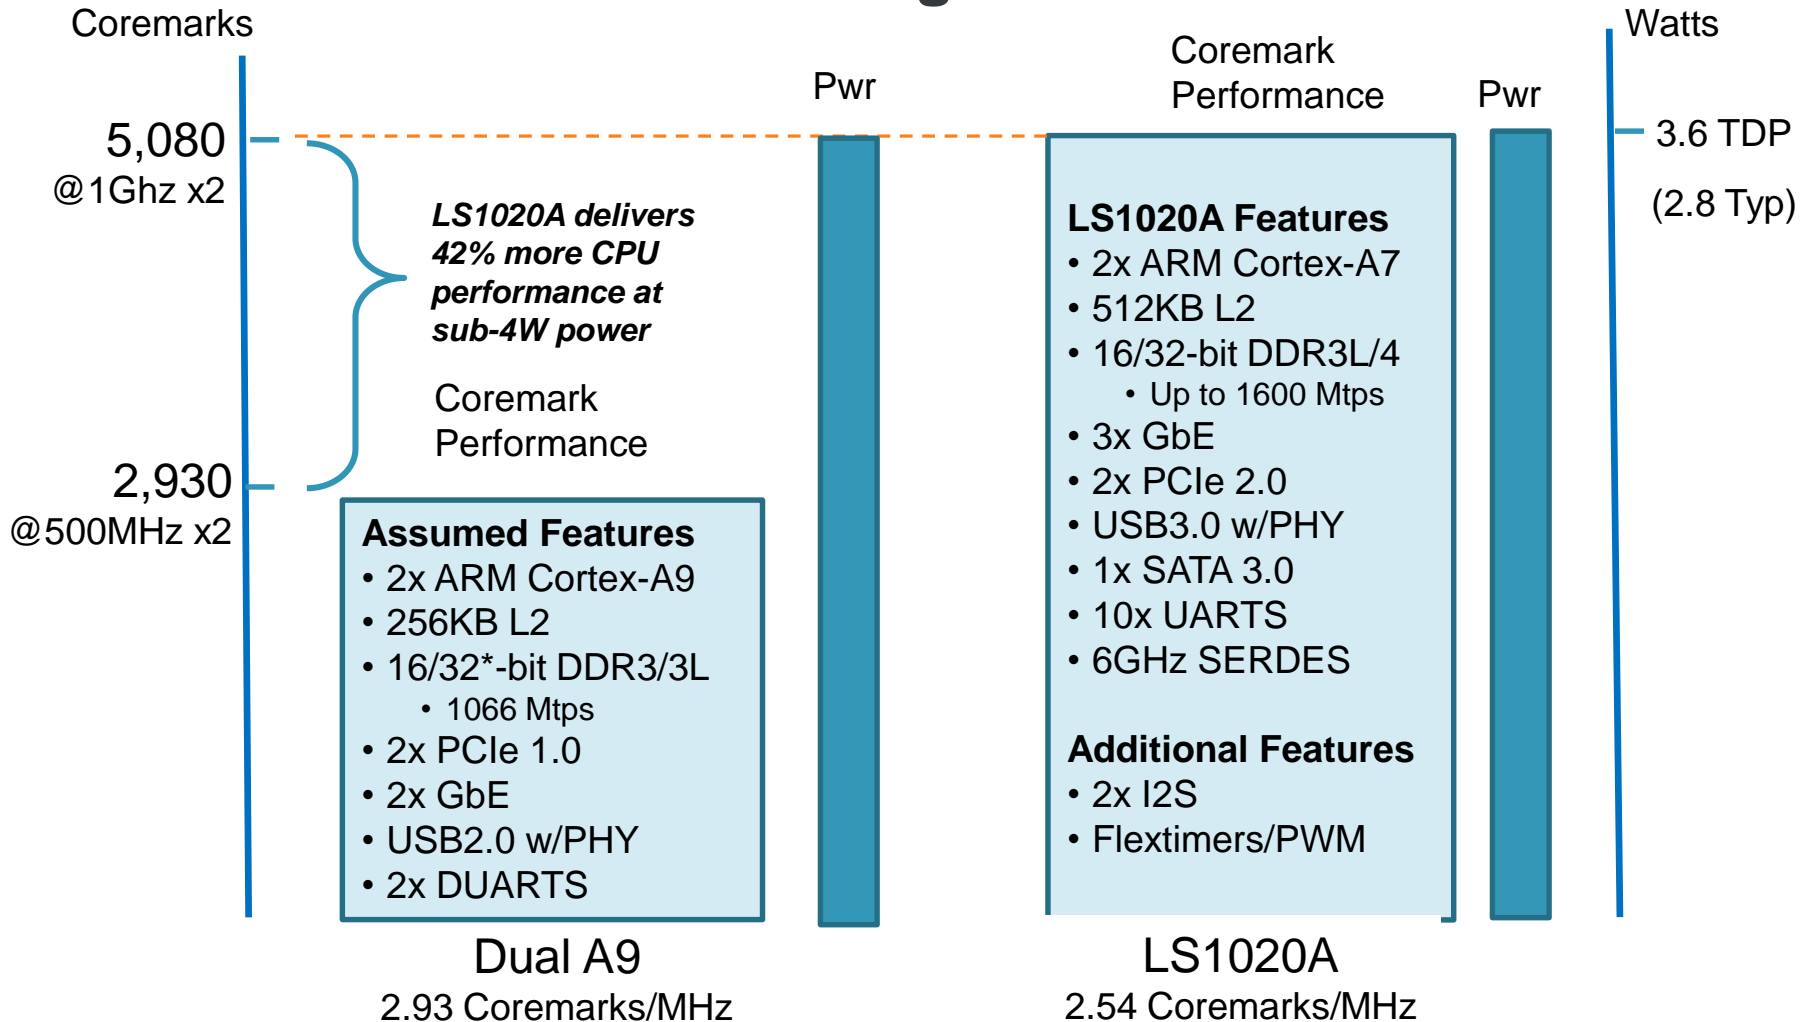 Coremarks
5,080
@1Ghz x2
2,930
@500MHz x2
LS1020A delivers
42% more CPU
performance at
sub-4W power
Coremark
Performance
Assumed Features
• 2x ARM Cortex-A9
• 256KB L2
• 16/32*-bit DDR3/3L
• 1066 Mtps
• 2x PCIe 1.0
• 2x GbE
• USB2.0 w/PHY
• 2x DUARTS
Dual A9
2.93 Coremarks/MHz
Pwr
Coremark
Performance
LS1020A Features
• 2x ARM Cortex-A7
• 512KB L2
• 16/32-bit DDR3L/4
• Up to 1600 Mtps
• 3x GbE
• 2x PCIe 2.0
• USB3.0 w/PHY
• 1x SATA 3.0
• 10x UARTS
• 6GHz SERDES
Additional Features
• 2x I2S
• Flextimers/PWM
LS1020A
2.54 Coremarks/MHz
Pwr
Watts
3.6 TDP
(2.8 Typ)